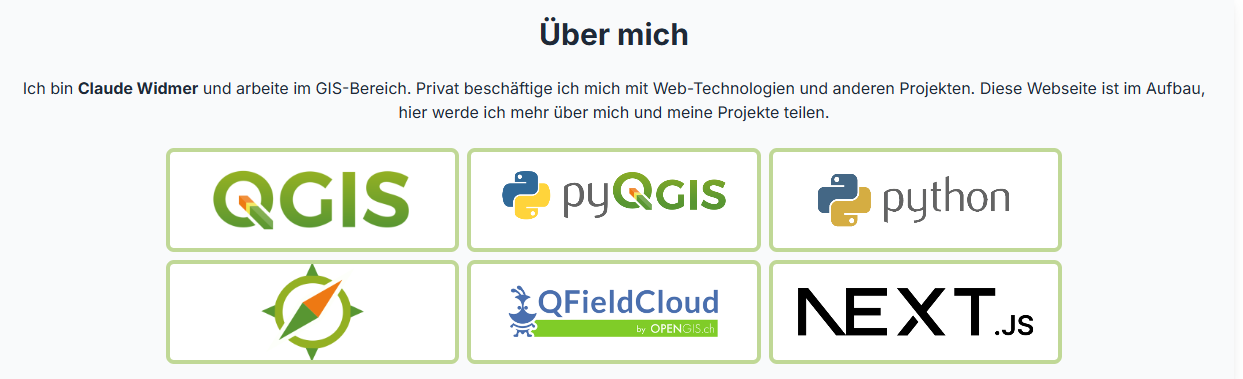 Über mich
Ich bin Claude Widmer und arbeite im GIS-Bereich. Privat beschäftige ich mich mit Web-Technologien und anderen Projekten. Diese Webseite ist im Aufbau,
hier werde ich mehr über mich und meine Projekte teilen.
QGIS
pyQGIS
python
QFieldCloud
by OPENGIS.ch
NEXT.JS